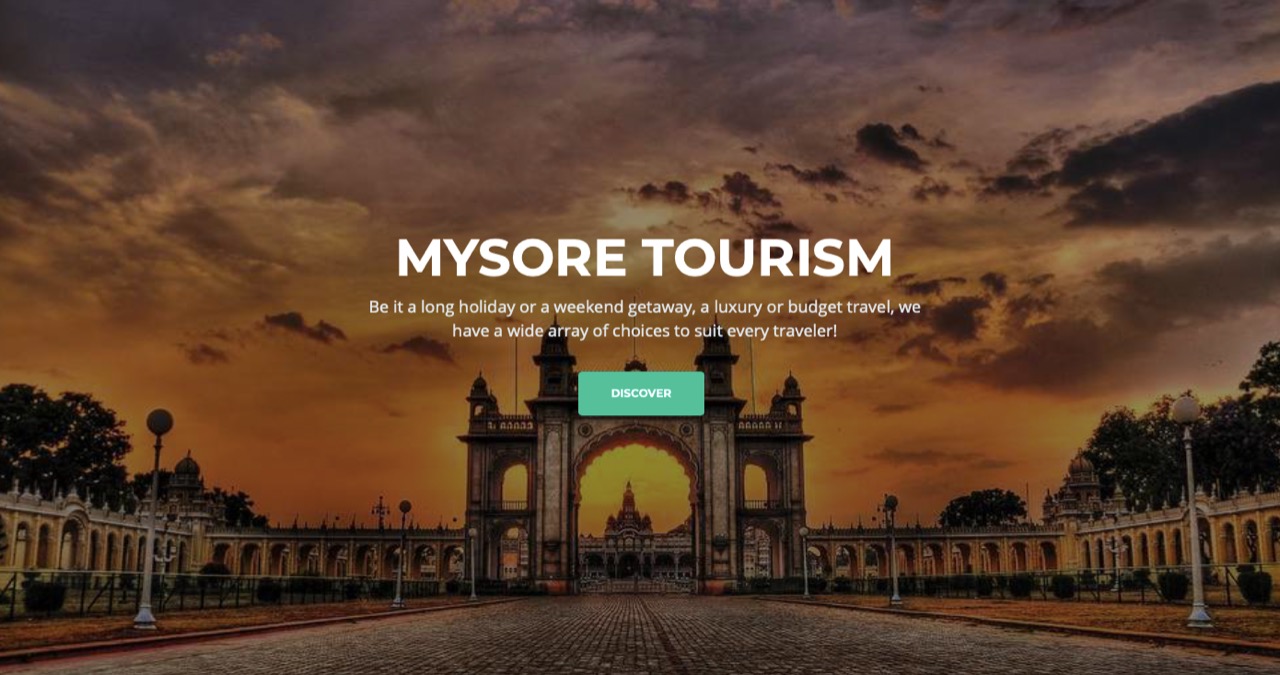 MYSORE TOURISM
Be it a long holiday or a weekend getaway, a luxury or budget travel, we
have a wide array of choices to suit every traveler!
DISCOVER